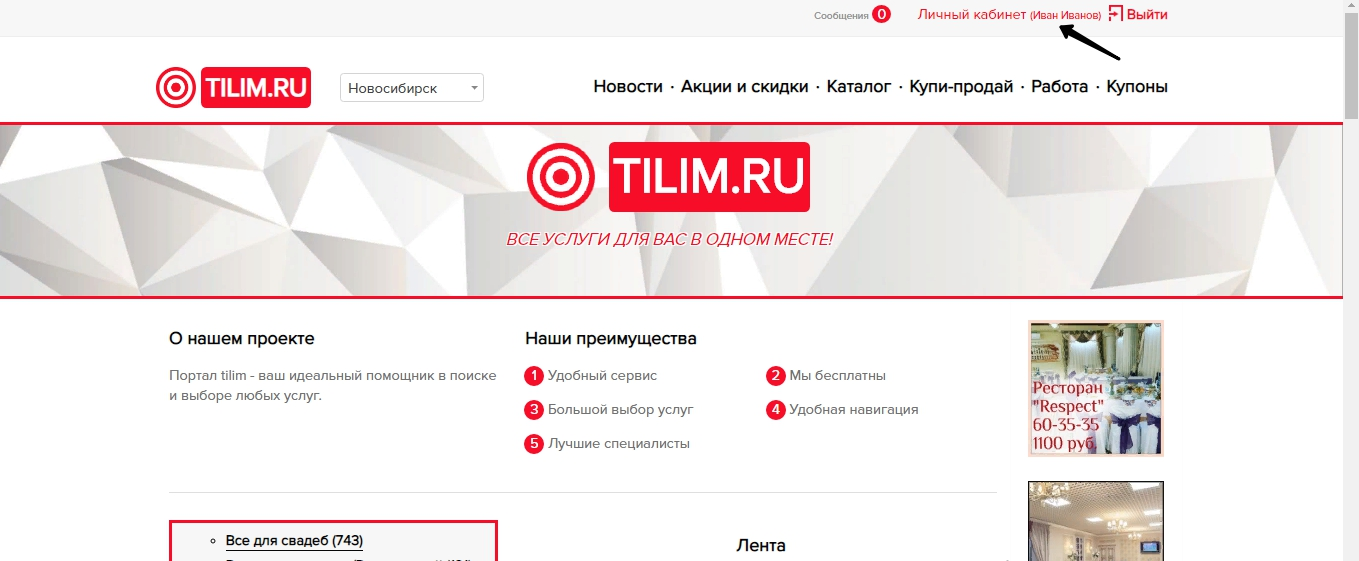 Сообщения 0 Личный кабинет (Иван Иванов) Выйти
TILIM.RU Новосибирск Новости · Акции и скидки · Каталог · Купи-продай · Работа · Купоны
TILIM.RU
ВСЕ УСЛУГИ ДЛЯ ВАС В ОДНОМ МЕСТЕ!
О нашем проекте
Портал tilim - ваш идеальный помощник в поиске
и выборе любых услуг.
Наши преимущества
1 Удобный сервис 2 Мы бесплатны
3 Большой выбор услуг 4 Удобная навигация
5 Лучшие специалисты
Ресторан
"Respect"
60-35-35
1100 руб.
Все для свадеб (743)
Лента